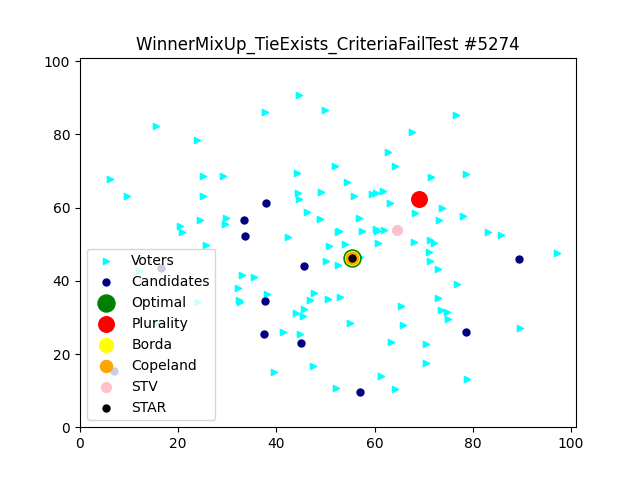 WinnerMixUp_TieExists_CriteriaFailTest #5274
100
80
60
40
20
0
0 20 40 60 80 100
Voters
Candidates
Optimal
Plurality
Borda
Copeland
STV
STAR